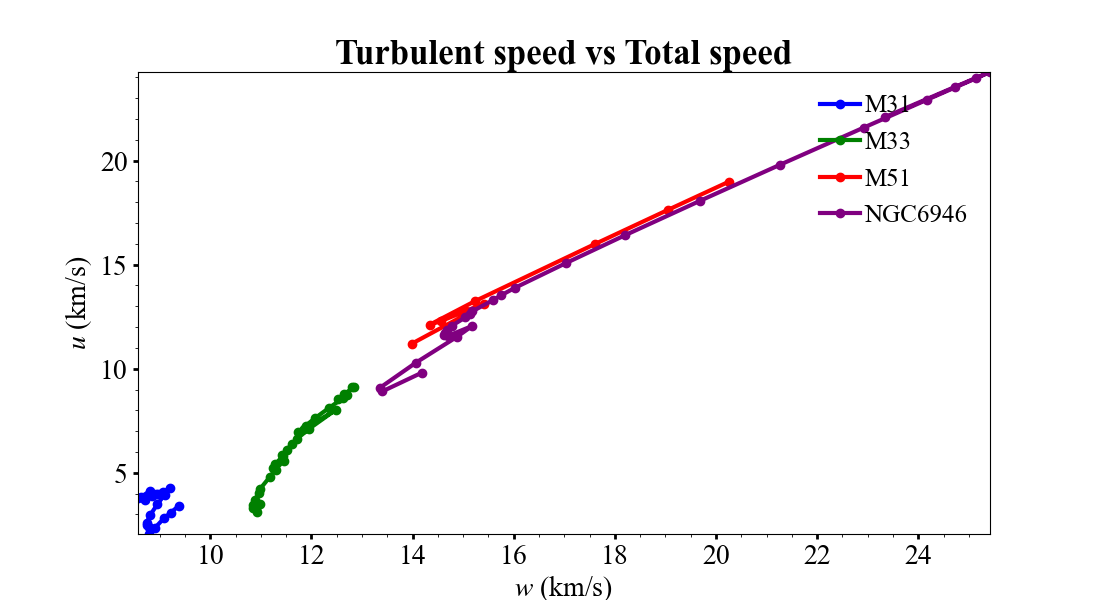 Turbulent speed vs Total speed
M31
M33
M51
NGC6946
20
15
10
5
u (km/s)
10 12 14 16 18 20 22 24
w (km/s)